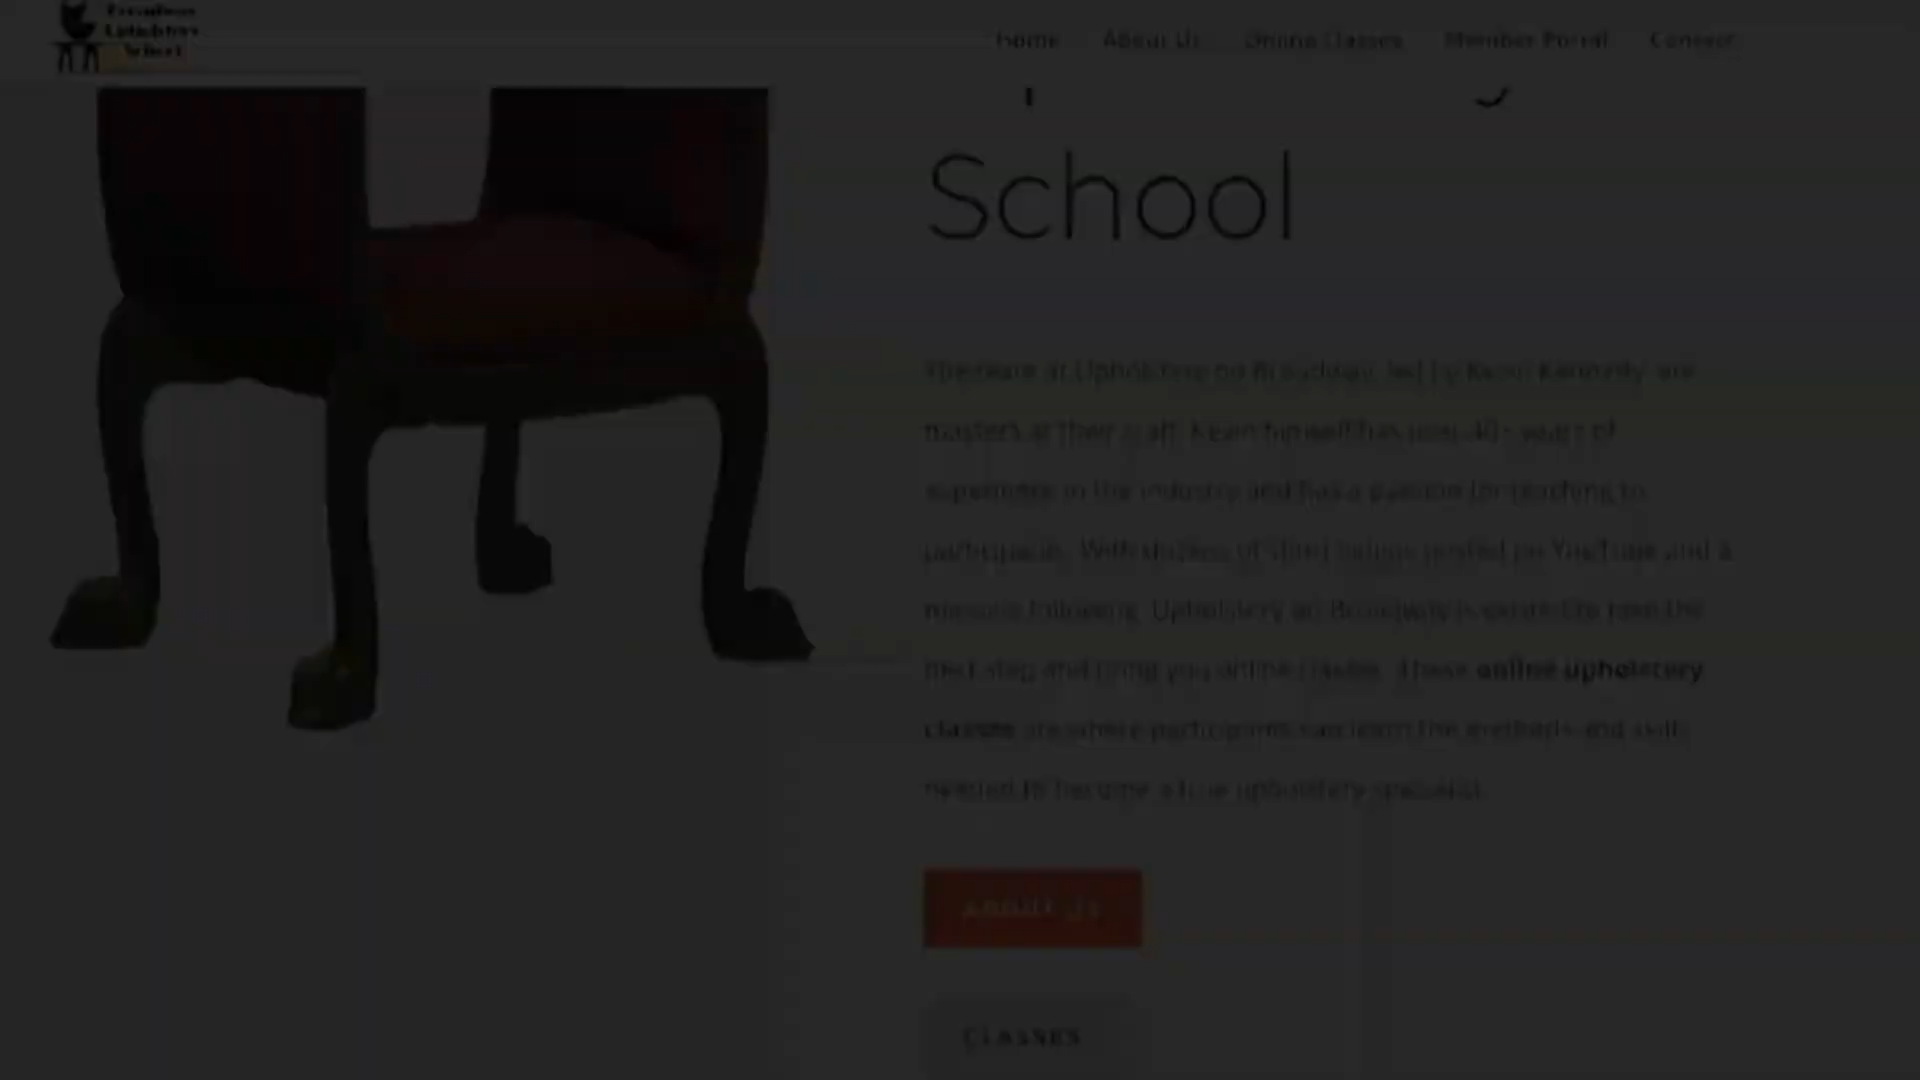 Broadway
Upholstery
School
Home About Us Online Classes Member Portal Contact
School
The team at Upholstery on Broadway, led by Kevin Kennedy, are
masters at their craft. Kevin himself has over 40+ years of
experience in the industry and has a passion for teaching to
participants. With dozens of short videos posted on YouTube and a
massive following, Upholstery on Broadway is excited to take the
next step and bring you online classes. These online upholstery
classes are where participants can learn the methods and skills
needed to become a true upholstery specialist.
ABOUT US
CLASSES